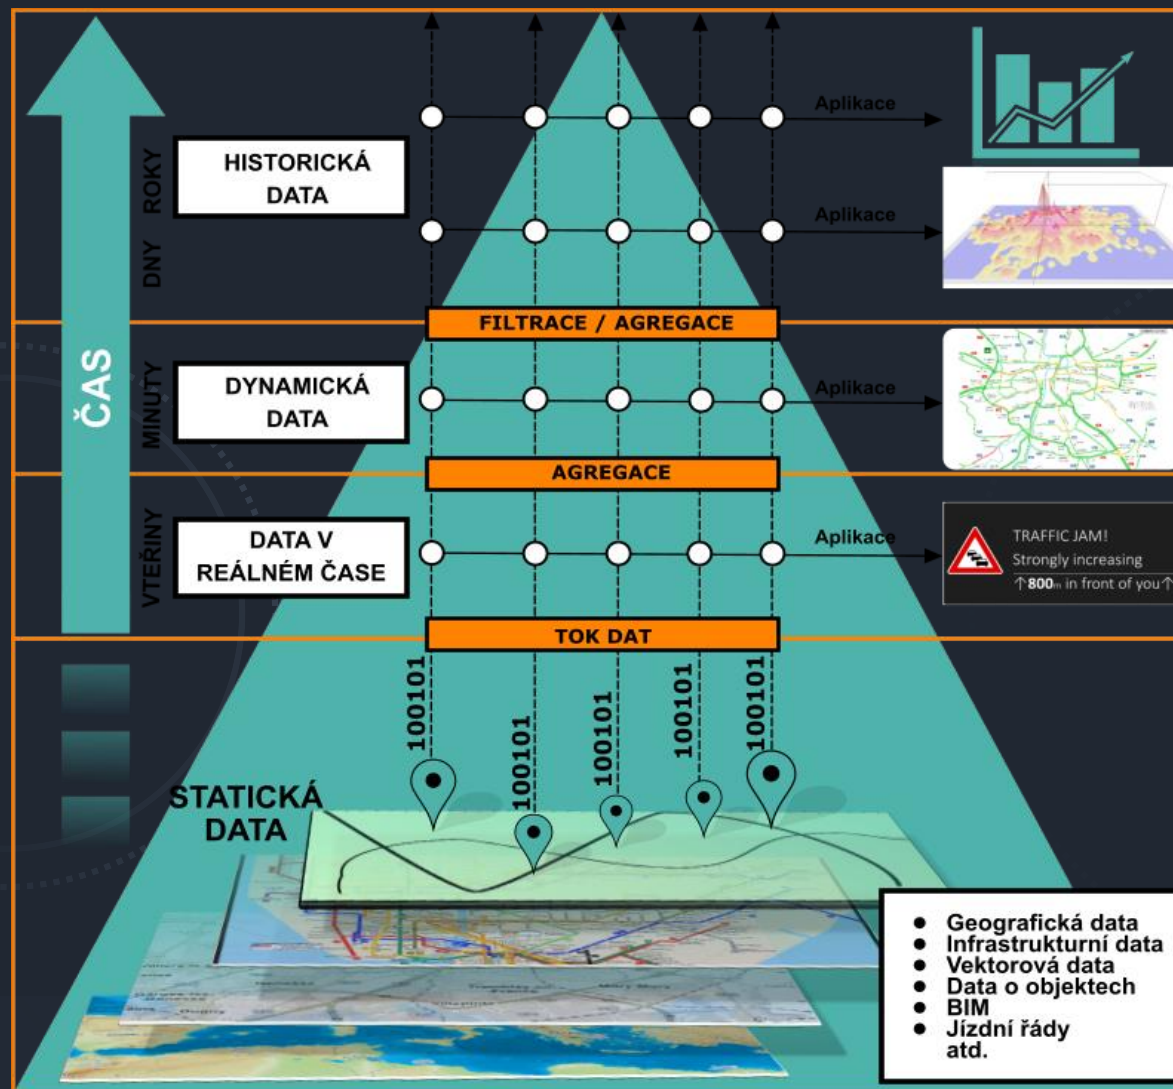 Aplikace
ROKY
HISTORICKÁ
DATA
Aplikace
DNY
FILTRACE / AGREGACE
ČAS
MINUTY
DYNAMICKÁ
DATA
Aplikace
AGREGACE
VTEŘINY
DATA V
REÁLNÉM ČASE
Aplikace
TRAFFIC JAM!
Strongly increasing
↑800m in front of you↑
TOK DAT
100101
100101
100101
100101
100101
STATICKÁ
DATA
● Geografická data
● Infrastrukturní data
● Vektorová data
● Data o objektech
● BIM
● Jízdní řády
atd.